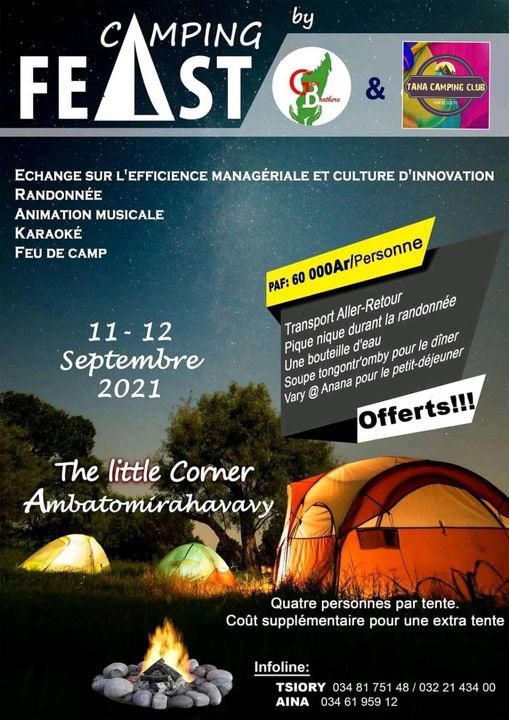 CAMPING
FEAST
by
GB
Brothers
&
TANA CAMPING CLUB
ECHANGE SUR L'EFFICIENCE MANAGÉRIALE ET CULTURE D'INNOVATION
RANDONNÉE
ANIMATION MUSICALE
KARAOKÉ
FEU DE CAMP
PAF: 60 000Ar/Personne
Transport Aller-Retour
Pique nique durant la randonnée
Une bouteille d'eau
Soupe tongontr'omby pour le dîner
Vary @ Anana pour le petit-déjeuner
Offerts!!!
11- 12
Septembre
2021
The little Corner
Ambatomirahavavy
Quatre personnes par tente.
Coût supplémentaire pour une extra tente
Infoline:
TSIORY 034 81 751 48 / 032 21 434 00
AINA 034 61 959 12